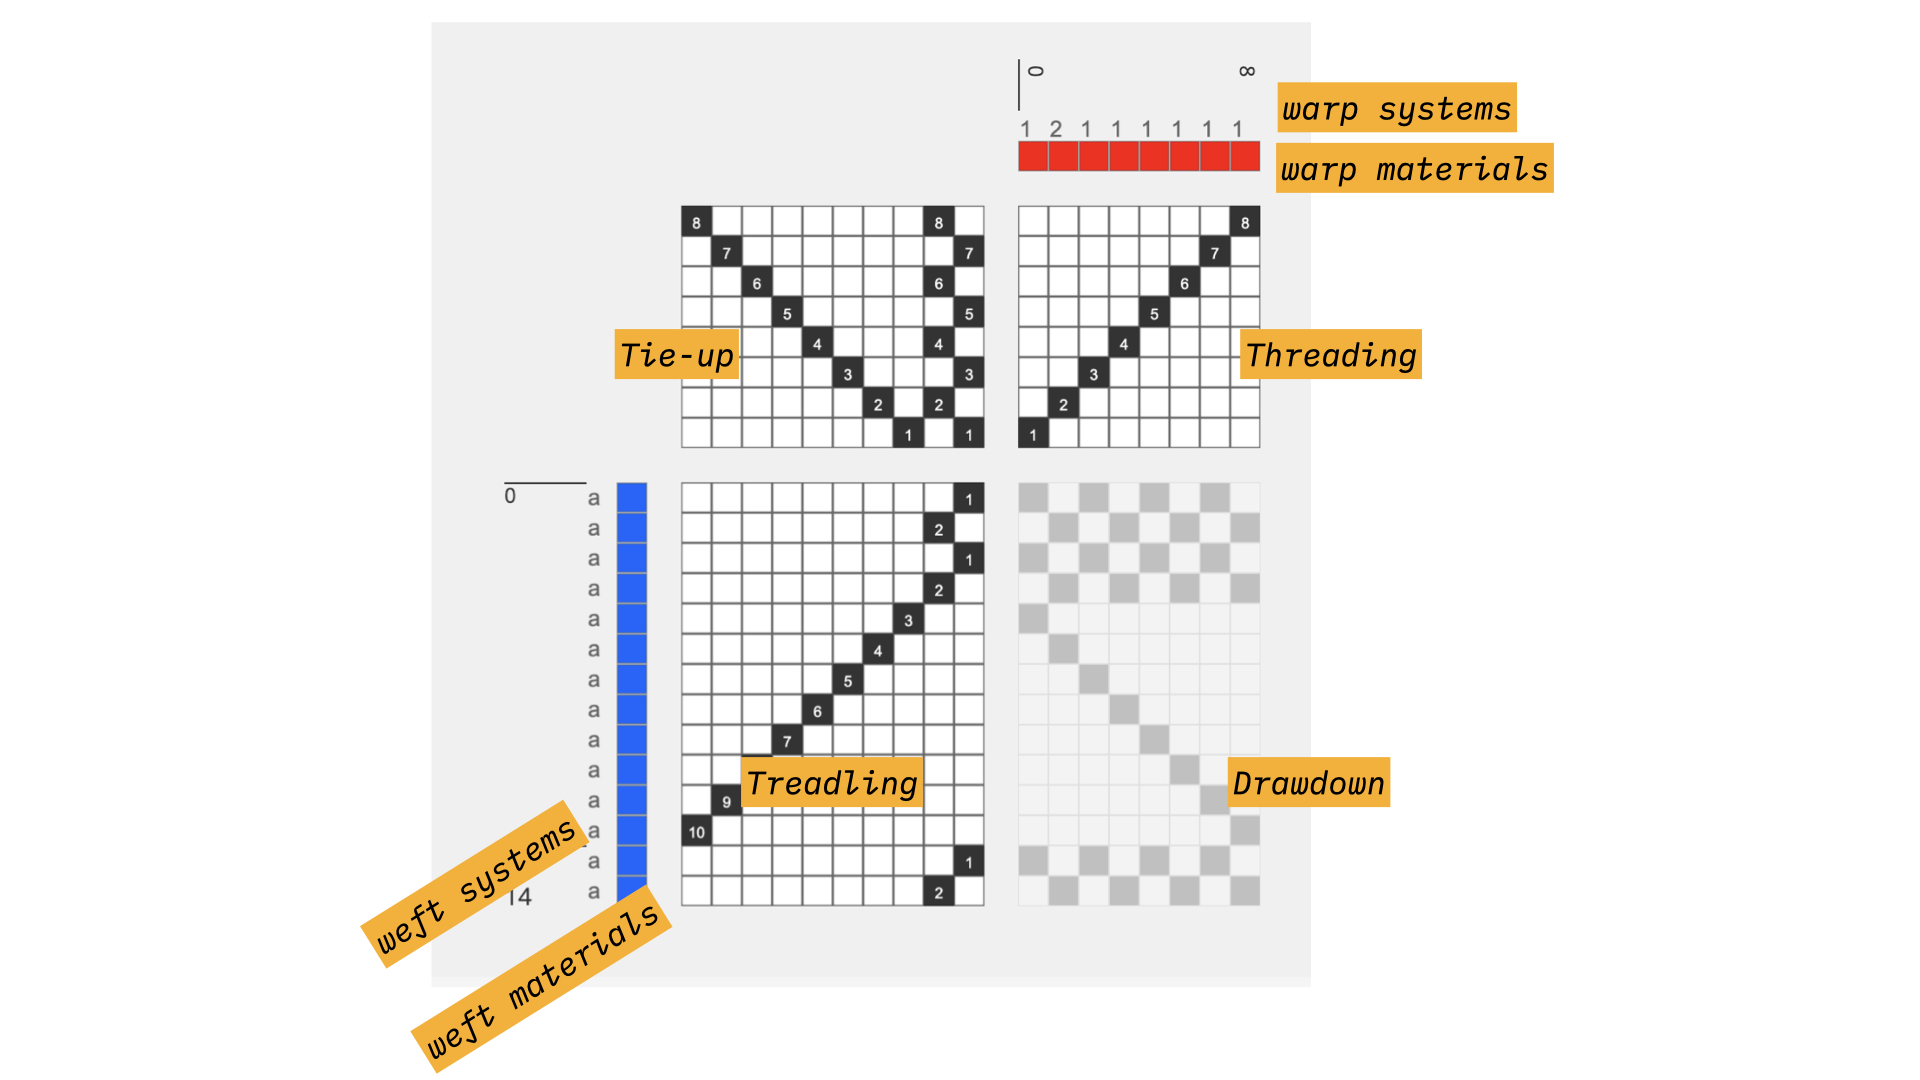 0 8
warp systems
1 2 1 1 1 1 1 1
warp materials
8 8 8
7 7 7
6 6 6
5 5 5
Tie-up 4 4 4 Threading
3 3 3
2 2 2
1 1 1
0 a 1
a 2
a 1
a 2
a 3
a 4
a 5
a 6
a 7
a Treadling Drawdown
a 9
a 10
a 1
14 a 2
weft systems
weft materials